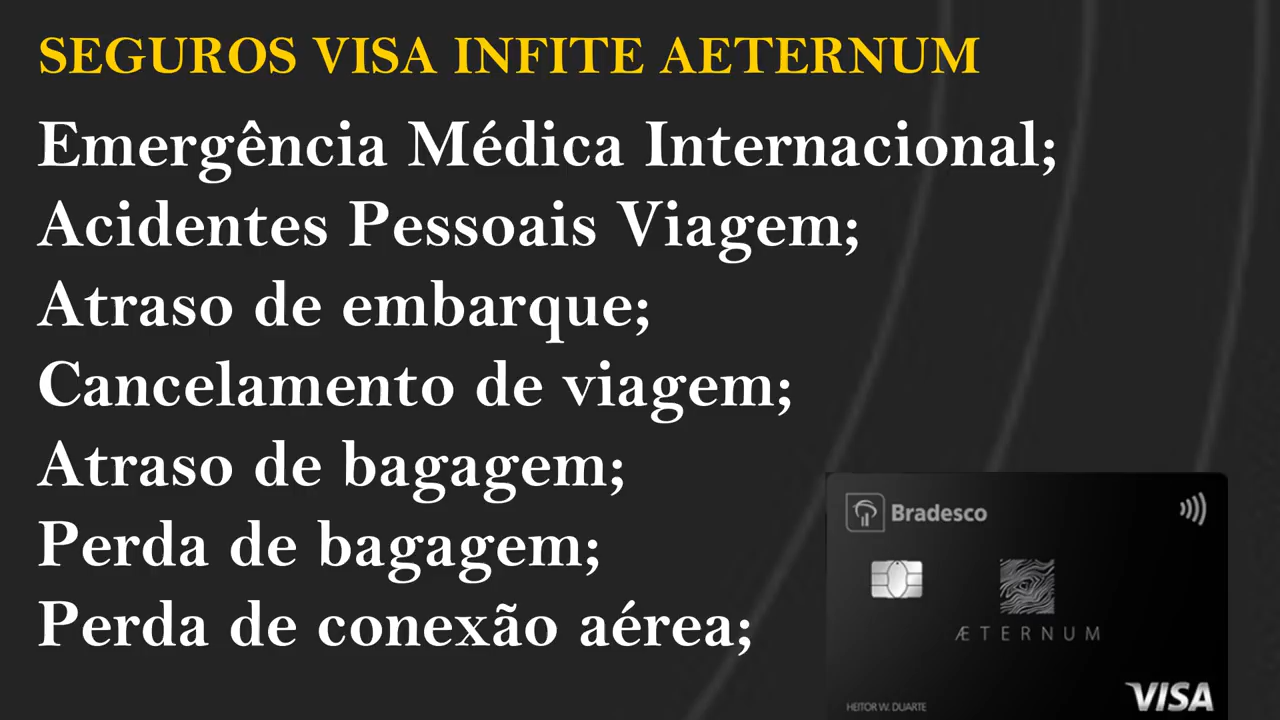 SEGUROS VISA INFITE AETERNUM
Emergência Médica Internacional;
Acidentes Pessoais Viagem;
Atraso de embarque;
Cancelamento de viagem;
Atraso de bagagem;
Perda de bagagem;
Perda de conexão aérea;
Bradesco
ÆTERNUM
HEITOR W. DUARTE
VISA